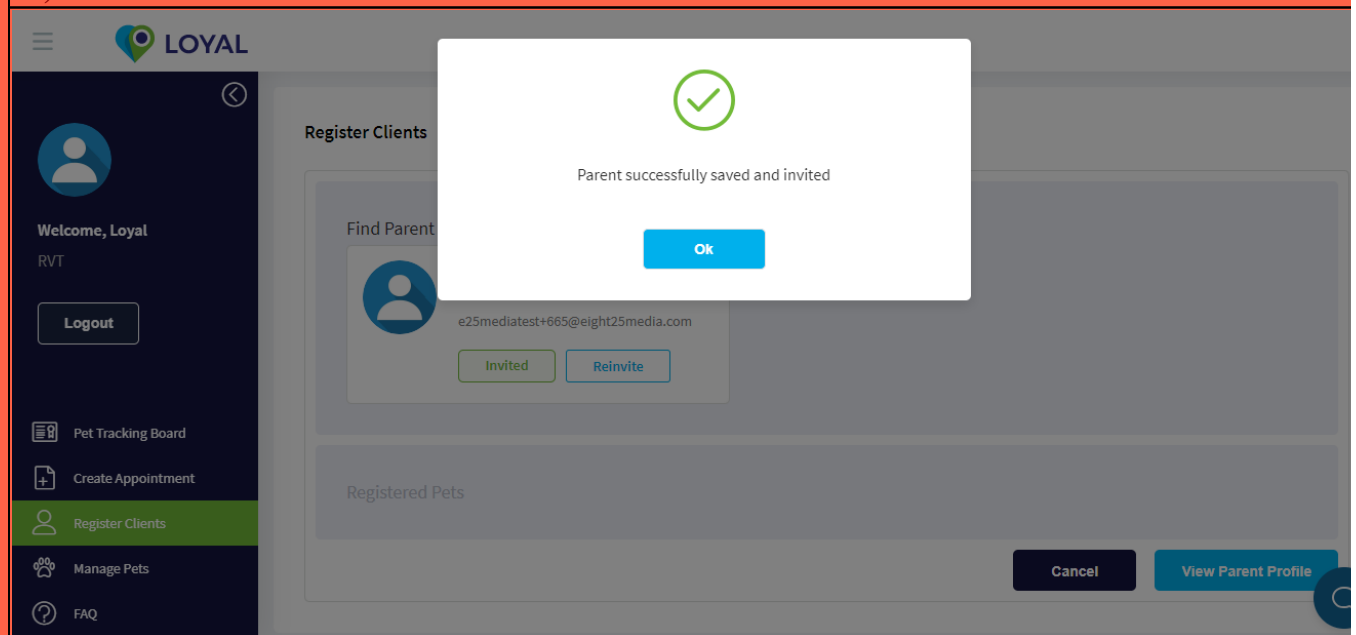 LOYAL
Welcome, Loyal
RVT
Logout
Pet Tracking Board
Create Appointment
Register Clients
Manage Pets
FAQ
Register Clients
Find Parent
e25mediatest+665@eight25media.com
Invited
Reinvite
Registered Pets
Cancel
View Parent Profile
Parent successfully saved and invited
Ok